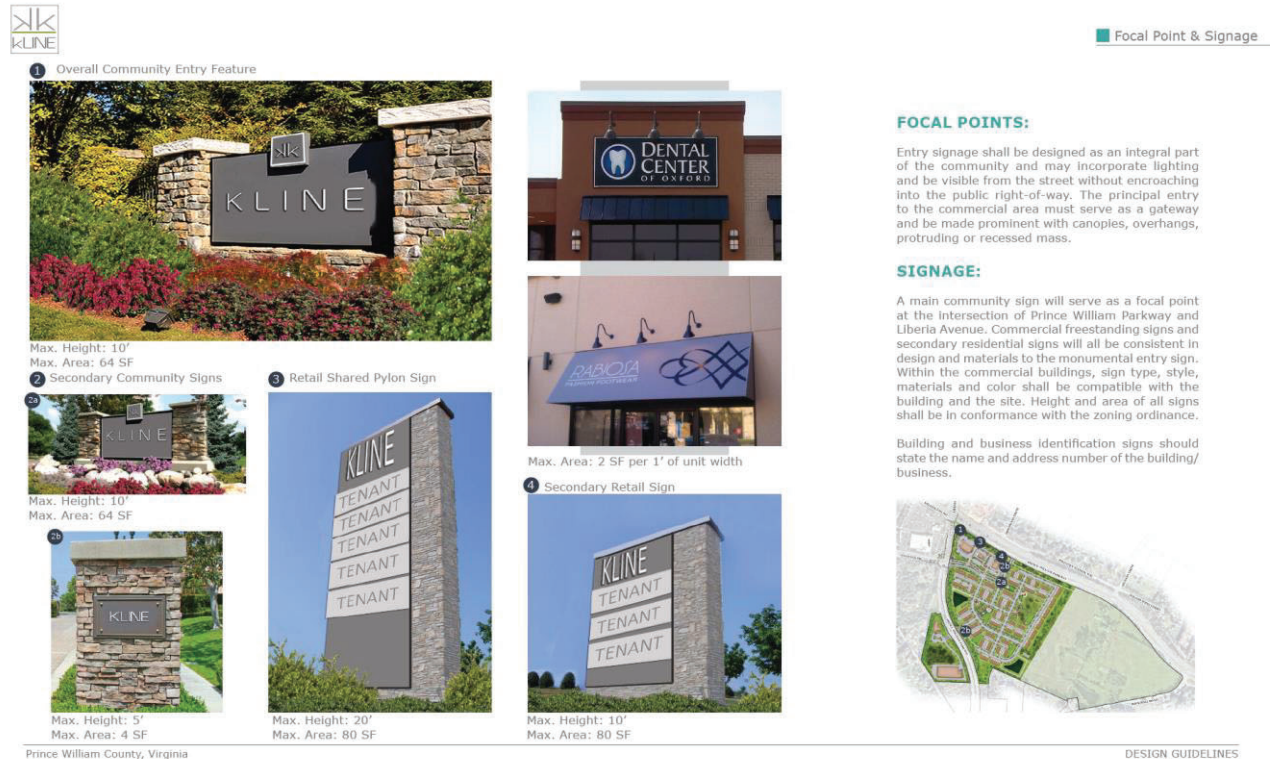 KLINE
Focal Point & Signage
1 Overall Community Entry Feature
KLINE
Max. Height: 10'
Max. Area: 64 SF
2 Secondary Community Signs
2a
KLINE
Max. Height: 10'
Max. Area: 64 SF
2b
KLINE
Max. Height: 5'
Max. Area: 4 SF
3 Retail Shared Pylon Sign
KLINE
TENANT
TENANT
TENANT
TENANT
TENANT
Max. Height: 20'
Max. Area: 80 SF
DENTAL
CENTER
OF OXFORD
RABIOSA
FASHION FOOTWEAR
Max. Area: 2 SF per 1' of unit width
4 Secondary Retail Sign
KLINE
TENANT
TENANT
TENANT
Max. Height: 10'
Max. Area: 80 SF
FOCAL POINTS:
Entry signage shall be designed as an integral part
of the community and may incorporate lighting
and be visible from the street without encroaching
into the public right-of-way. The principal entry
to the commercial area must serve as a gateway
and be made prominent with canopies, overhangs,
protruding or recessed mass.
SIGNAGE:
A main community sign will serve as a focal point
at the intersection of Prince William Parkway and
Liberia Avenue. Commercial freestanding signs and
secondary residential signs will all be consistent in
design and materials to the monumental entry sign.
Within the commercial buildings, sign type, style,
materials and color shall be compatible with the
building and the site. Height and area of all signs
shall be in conformance with the zoning ordinance.
Building and business identification signs should
state the name and address number of the building/
business.
1
3
4
2b
2a
2b
Prince William County, Virginia
DESIGN GUIDELINES